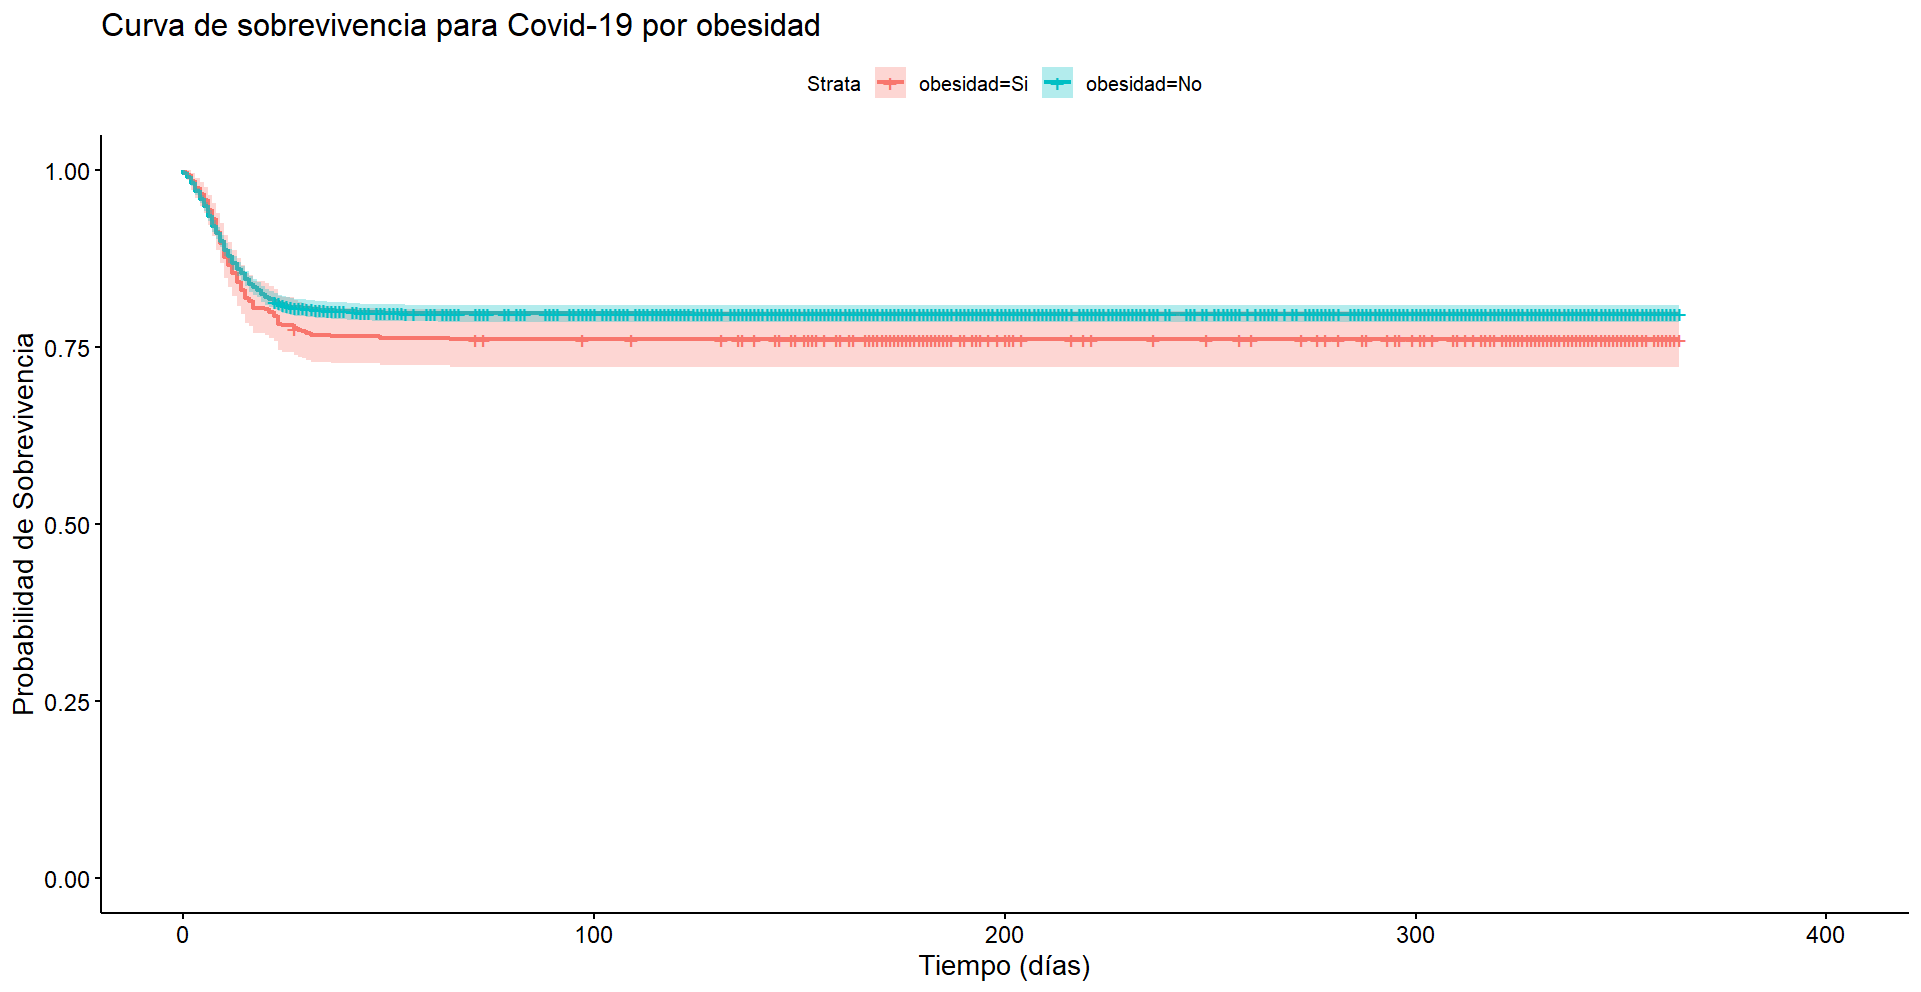 Curva de sobrevivencia para Covid-19 por obesidad
Strata obesidad=Si obesidad=No
Probabilidad de Sobrevivencia
1.00
0.75
0.50
0.25
0.00
0 100 200 300 400
Tiempo (días)